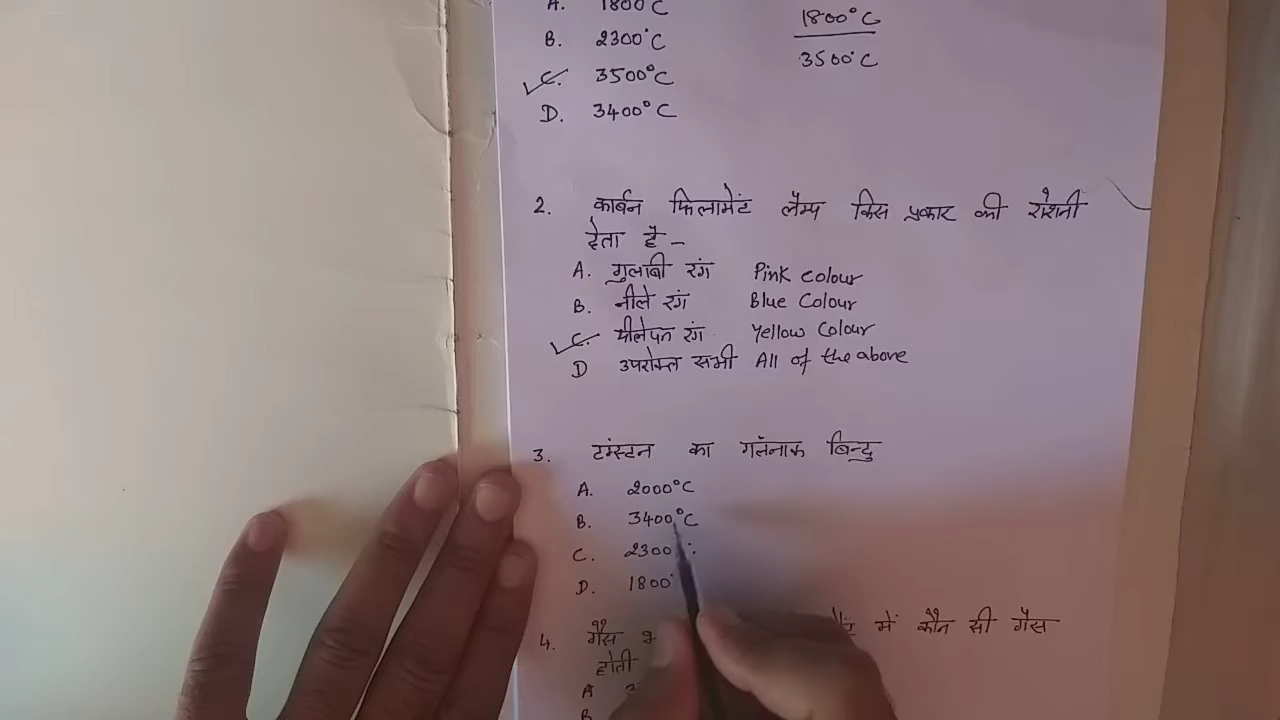 A. 1800°C
B. 2300°C
C. 3500°C
D. 3400°C
1800°C
3500°C
2. कार्बन फिलामेंट लैम्प किस प्रकार की रोशनी
देता है –
A. गुलाबी रंग Pink colour
B. नीले रंग Blue Colour
C. पीलेपन रंग Yellow Colour
D उपरोक्त सभी All of the above
3. टंग्स्टन का गलनाक बिन्दु
A. 2000°C
B. 3400°C
C. 2300°
D. 1800°
4. गैस में कौन सी गैस
होती
A
B